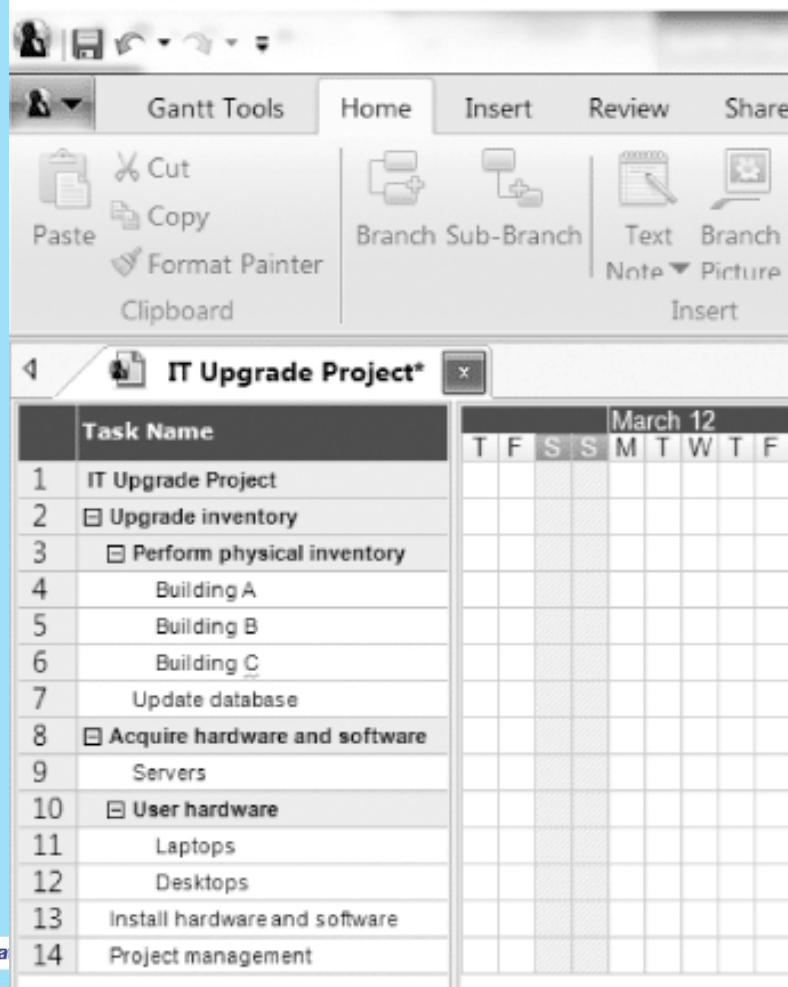 Gantt Tools Home Insert Review Share
Cut
Copy
Paste
Format Painter
Clipboard
Branch Sub-Branch
Text Note
Branch Picture
Insert
IT Upgrade Project* x
Task Name
March 12
T F S S M T W T F
1 IT Upgrade Project
2 Upgrade inventory
3 Perform physical inventory
4 Building A
5 Building B
6 Building C
7 Update database
8 Acquire hardware and software
9 Servers
10 User hardware
11 Laptops
12 Desktops
13 Install hardware and software
14 Project management